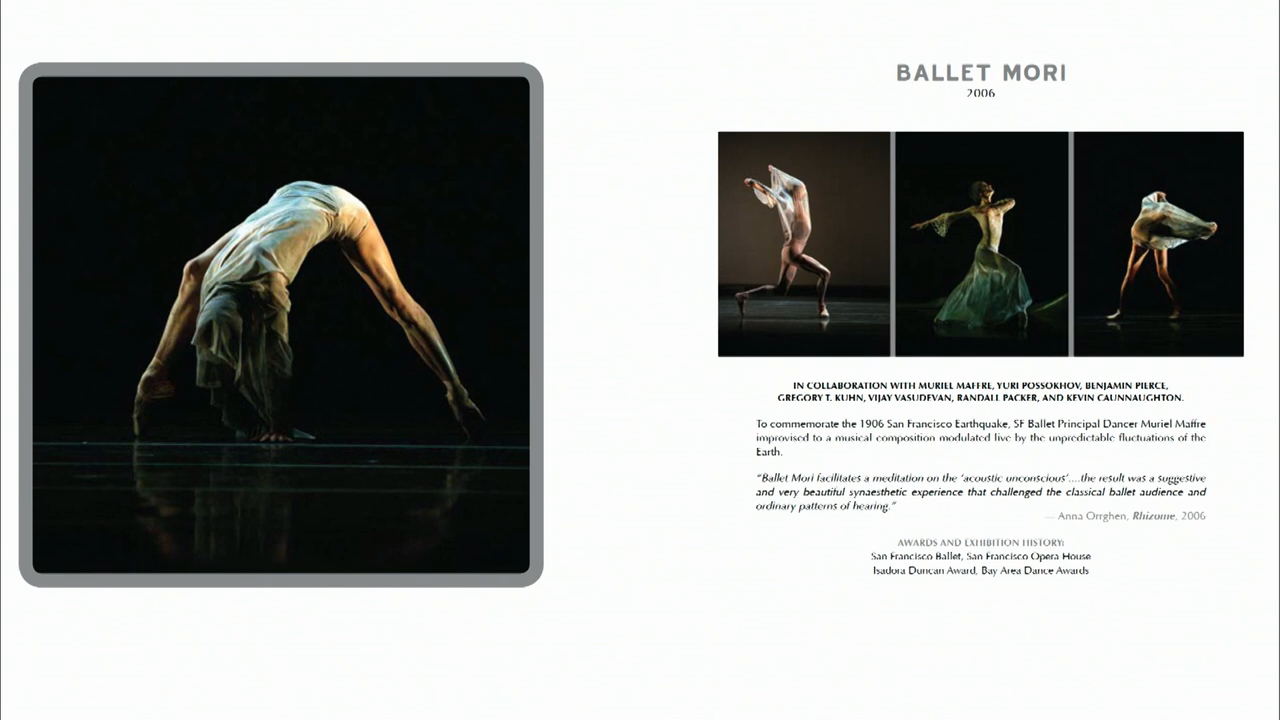 BALLET MORI
2006
IN COLLABORATION WITH MURIEL MAFFRE, YURI POSSOKHOV, BENJAMIN PIERCE,
GREGORY T. KUHN, VIJAY VASUDEVAN, RANDALL PACKER, AND KEVIN CAUNNAUGHTON.
To commemorate the 1906 San Francisco Earthquake, SF Ballet Principal Dancer Muriel Maffre
improvised to a musical composition modulated live by the unpredictable fluctuations of the
Earth.
"Ballet Mori facilitates a meditation on the 'acoustic unconscious'....the result was a suggestive
and very beautiful synaesthetic experience that challenged the classical ballet audience and
ordinary patterns of hearing."
— Anna Orrghen, Rhizome, 2006
AWARDS AND EXHIBITION HISTORY:
San Francisco Ballet, San Francisco Opera House
Isadora Duncan Award, Bay Area Dance Awards